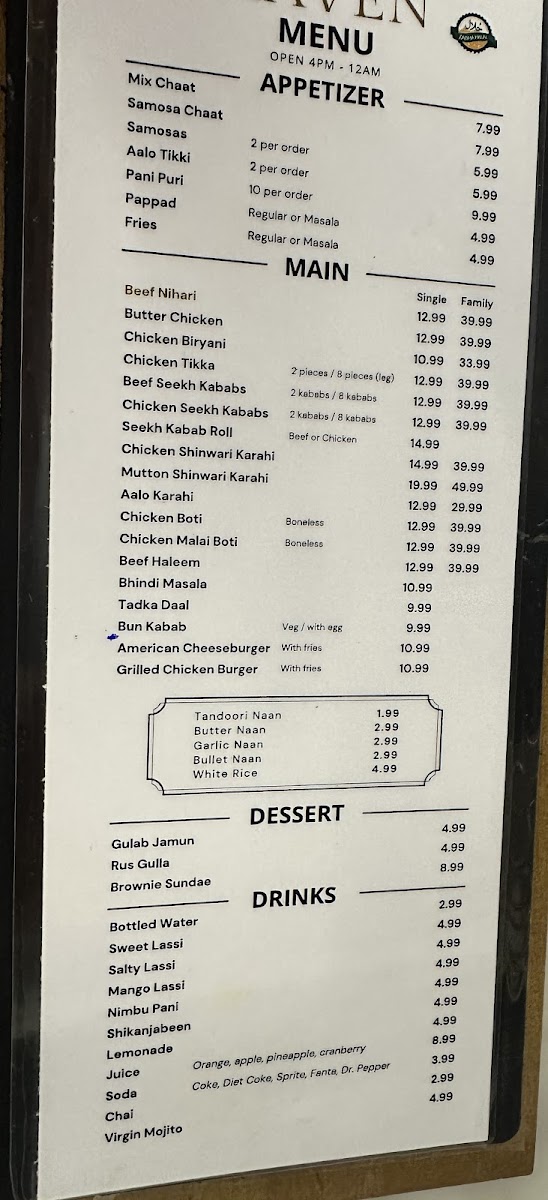 AVEN
MENU
OPEN 4PM - 12AM
APPETIZER
Mix Chaat 7.99
Samosa Chaat 7.99
Samosas 2 per order 5.99
Aalo Tikki 2 per order 5.99
Pani Puri 10 per order 9.99
Pappad Regular or Masala 4.99
Fries Regular or Masala 4.99
MAIN
Single Family
Beef Nihari 12.99 39.99
Butter Chicken 12.99 39.99
Chicken Biryani 10.99 33.99
Chicken Tikka 2 pieces / 8 pieces (leg) 12.99 39.99
Beef Seekh Kababs 2 kababs / 8 kababs 12.99 39.99
Chicken Seekh Kababs 2 kababs / 8 kababs 12.99 39.99
Seekh Kabab Roll Beef or Chicken 14.99
Chicken Shinwari Karahi 14.99 39.99
Mutton Shinwari Karahi 19.99 49.99
Aalo Karahi 12.99 29.99
Chicken Boti Boneless 12.99 39.99
Chicken Malai Boti Boneless 12.99 39.99
Beef Haleem 12.99 39.99
Bhindi Masala 10.99
Tadka Daal 9.99
Bun Kabab Veg / with egg 9.99
American Cheeseburger With fries 10.99
Grilled Chicken Burger With fries 10.99
Tandoori Naan 1.99
Butter Naan 2.99
Garlic Naan 2.99
Bullet Naan 2.99
White Rice 4.99
DESSERT
Gulab Jamun 4.99
Rus Gulla 4.99
Brownie Sundae 8.99
DRINKS
Bottled Water 2.99
Sweet Lassi 4.99
Salty Lassi 4.99
Mango Lassi 4.99
Nimbu Pani 4.99
Shikanjabeen 4.99
Lemonade 4.99
Juice Orange, apple, pineapple, cranberry 8.99
Soda Coke, Diet Coke, Sprite, Fanta, Dr. Pepper 3.99
Chai 2.99
Virgin Mojito 4.99